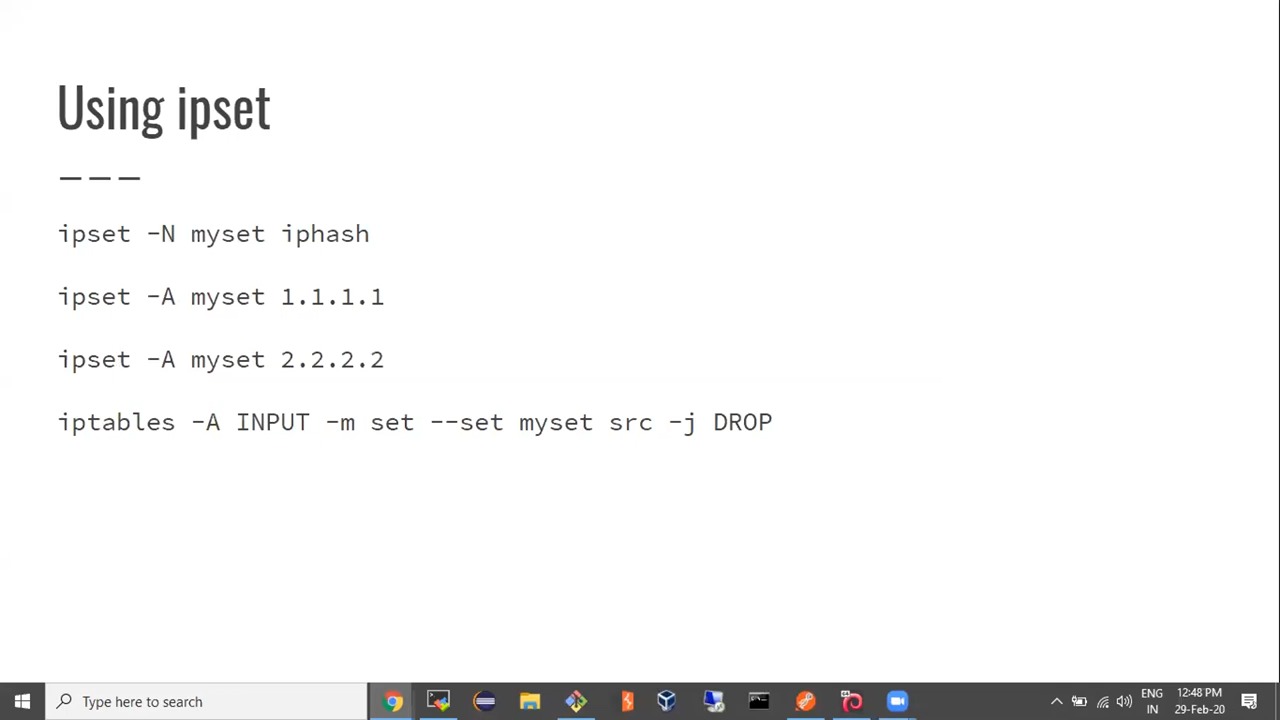 Using ipset
ipset -N myset iphash
ipset -A myset 1.1.1.1
ipset -A myset 2.2.2.2
iptables -A INPUT -m set --set myset src -j DROP
Type here to search
ENG
IN
12:48 PM
29-Feb-20